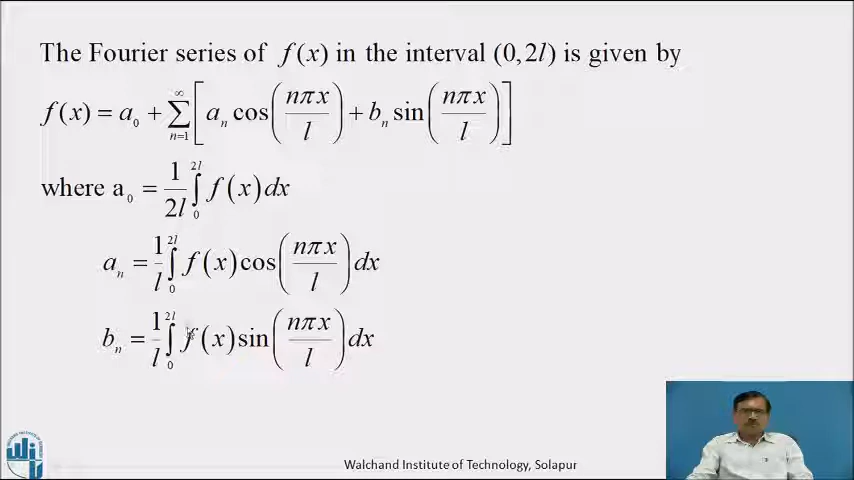 The Fourier series of f(x) in the interval (0,2l) is given by
f(x) = a₀ + ∑_{n=1}^{∞} [ aₙ cos(nπx/l) + bₙ sin(nπx/l) ]
where a₀ = 1/2l ∫₀^{2l} f(x)dx
aₙ = 1/l ∫₀^{2l} f(x)cos(nπx/l)dx
bₙ = 1/l ∫₀^{2l} f(x)sin(nπx/l)dx
Walchand Institute of Technology, Solapur